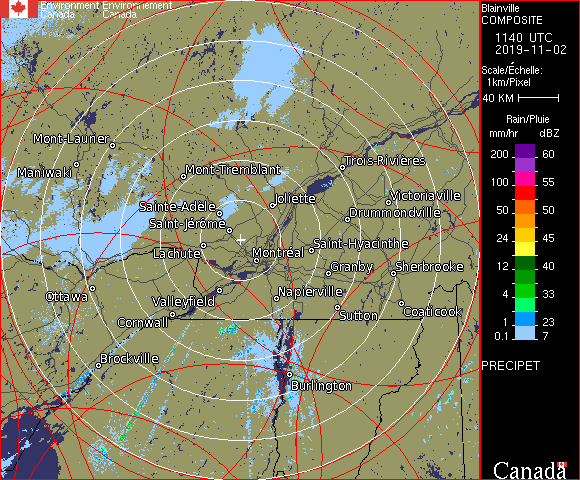 Environment Environnement
Canada Canada
Blainville
COMPOSITE
1140 UTC
2019-11-02
Scale/Échelle:
1km/Pixel
40 KM
Rain/Pluie
mm/hr dBZ
200 60
100 55
50 50
24 45
12 40
4 33
1 23
0.1 7
PRECIPET
Mont-Laurier
Maniwaki
Mont-Tremblant
Trois-Rivières
Sainte-Adèle
Joliette
Victoriaville
Drummondville
Saint-Jérôme
Lachute
Montréal
Saint-Hyacinthe
Granby
Sherbrooke
Ottawa
Valleyfield
Napierville
Cornwall
Sutton
Coaticook
Brockville
Burlington
Canada